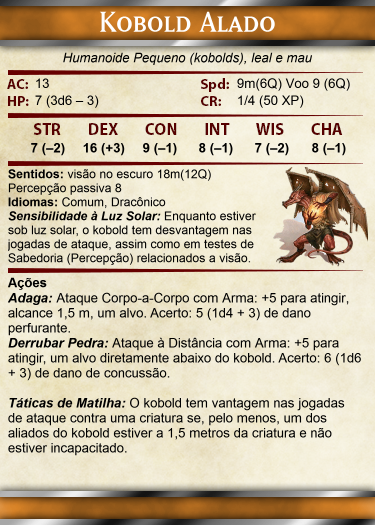 Kobold Alado
Humanoide Pequeno (kobolds), leal e mau
AC: 13 Spd: 9m(6Q) Voo 9 (6Q)
HP: 7 (3d6 – 3) CR: 1/4 (50 XP)
STR DEX CON INT WIS CHA
7 (–2) 16 (+3) 9 (–1) 8 (–1) 7 (–2) 8 (–1)
Sentidos: visão no escuro 18m(12Q)
Percepção passiva 8
Idiomas: Comum, Dracônico
Sensibilidade à Luz Solar: Enquanto estiver
sob luz solar, o kobold tem desvantagem nas
jogadas de ataque, assim como em testes de
Sabedoria (Percepção) relacionados a visão.
Ações
Adaga: Ataque Corpo-a-Corpo com Arma: +5 para atingir,
alcance 1,5 m, um alvo. Acerto: 5 (1d4 + 3) de dano
perfurante.
Derrubar Pedra: Ataque à Distância com Arma: +5 para
atingir, um alvo diretamente abaixo do kobold. Acerto: 6 (1d6
+ 3) de dano de concussão.
Táticas de Matilha: O kobold tem vantagem nas jogadas
de ataque contra uma criatura se, pelo menos, um dos
aliados do kobold estiver a 1,5 metros da criatura e não
estiver incapacitado.